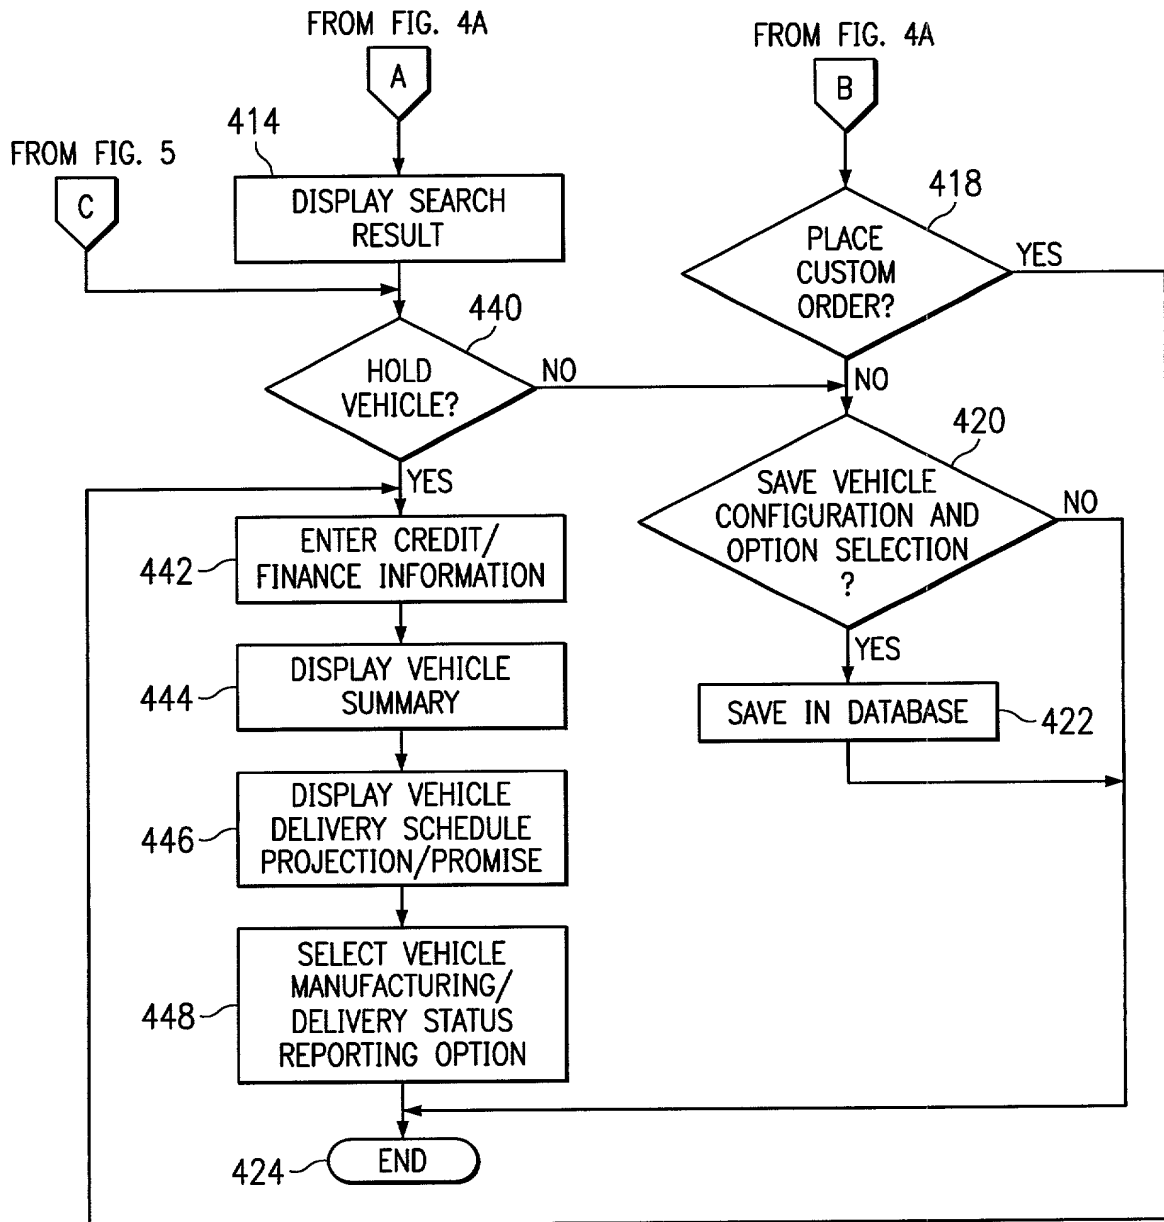 FROM FIG. 4A
A
FROM FIG. 4A
B
414
FROM FIG. 5
C
DISPLAY SEARCH
RESULT
418
PLACE
CUSTOM
ORDER?
YES
440
HOLD
VEHICLE?
NO
NO
YES
420
SAVE VEHICLE
CONFIGURATION AND
OPTION SELECTION
?
NO
YES
442
ENTER CREDIT/
FINANCE INFORMATION
444
DISPLAY VEHICLE
SUMMARY
SAVE IN DATABASE
422
446
DISPLAY VEHICLE
DELIVERY SCHEDULE
PROJECTION/PROMISE
448
SELECT VEHICLE
MANUFACTURING/
DELIVERY STATUS
REPORTING OPTION
424
END